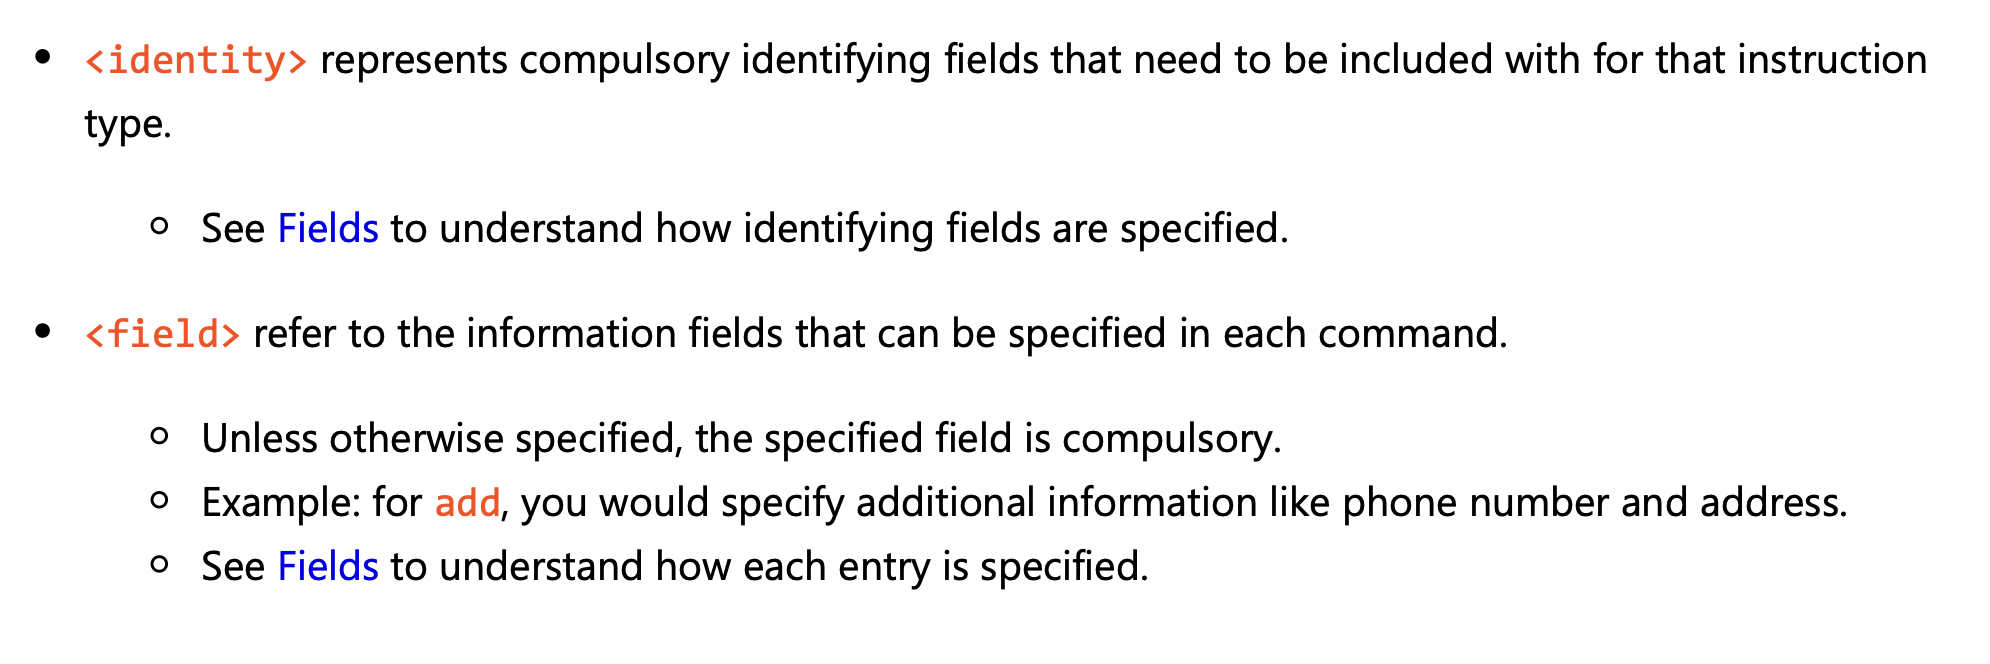 • <identity> represents compulsory identifying fields that need to be included with for that instruction
type.
○ See Fields to understand how identifying fields are specified.
• <field> refer to the information fields that can be specified in each command.
○ Unless otherwise specified, the specified field is compulsory.
○ Example: for add, you would specify additional information like phone number and address.
○ See Fields to understand how each entry is specified.